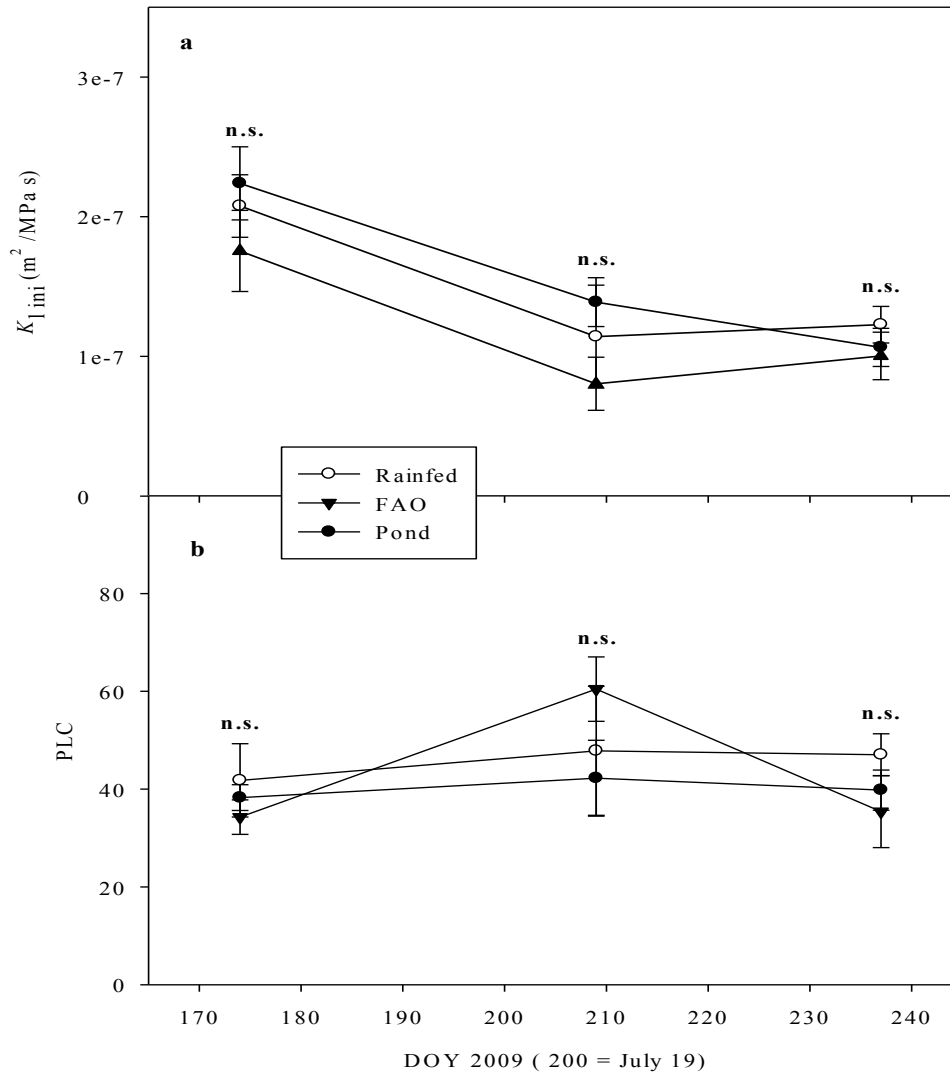 a
3e-7
n.s.
2e-7
n.s.
n.s.
K1 ini (m2 /MPa s)
1e-7
0
Rainfed
FAO
Pond
b
80
n.s.
n.s.
n.s.
60
PLC
40
20
0
170 180 190 200 210 220 230 240
DOY 2009 ( 200 = July 19)